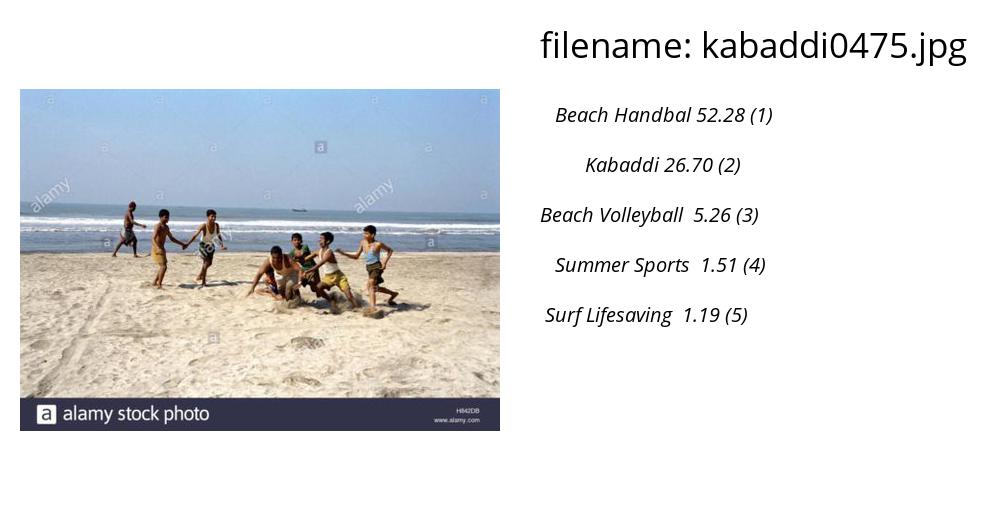 filename: kabaddi0475.jpg
Beach Handbal 52.28 (1)
Kabaddi 26.70 (2)
Beach Volleyball 5.26 (3)
Summer Sports 1.51 (4)
Surf Lifesaving 1.19 (5)
alamy
alamy
alamy
a alamy stock photo
H842DB
www.alamy.com